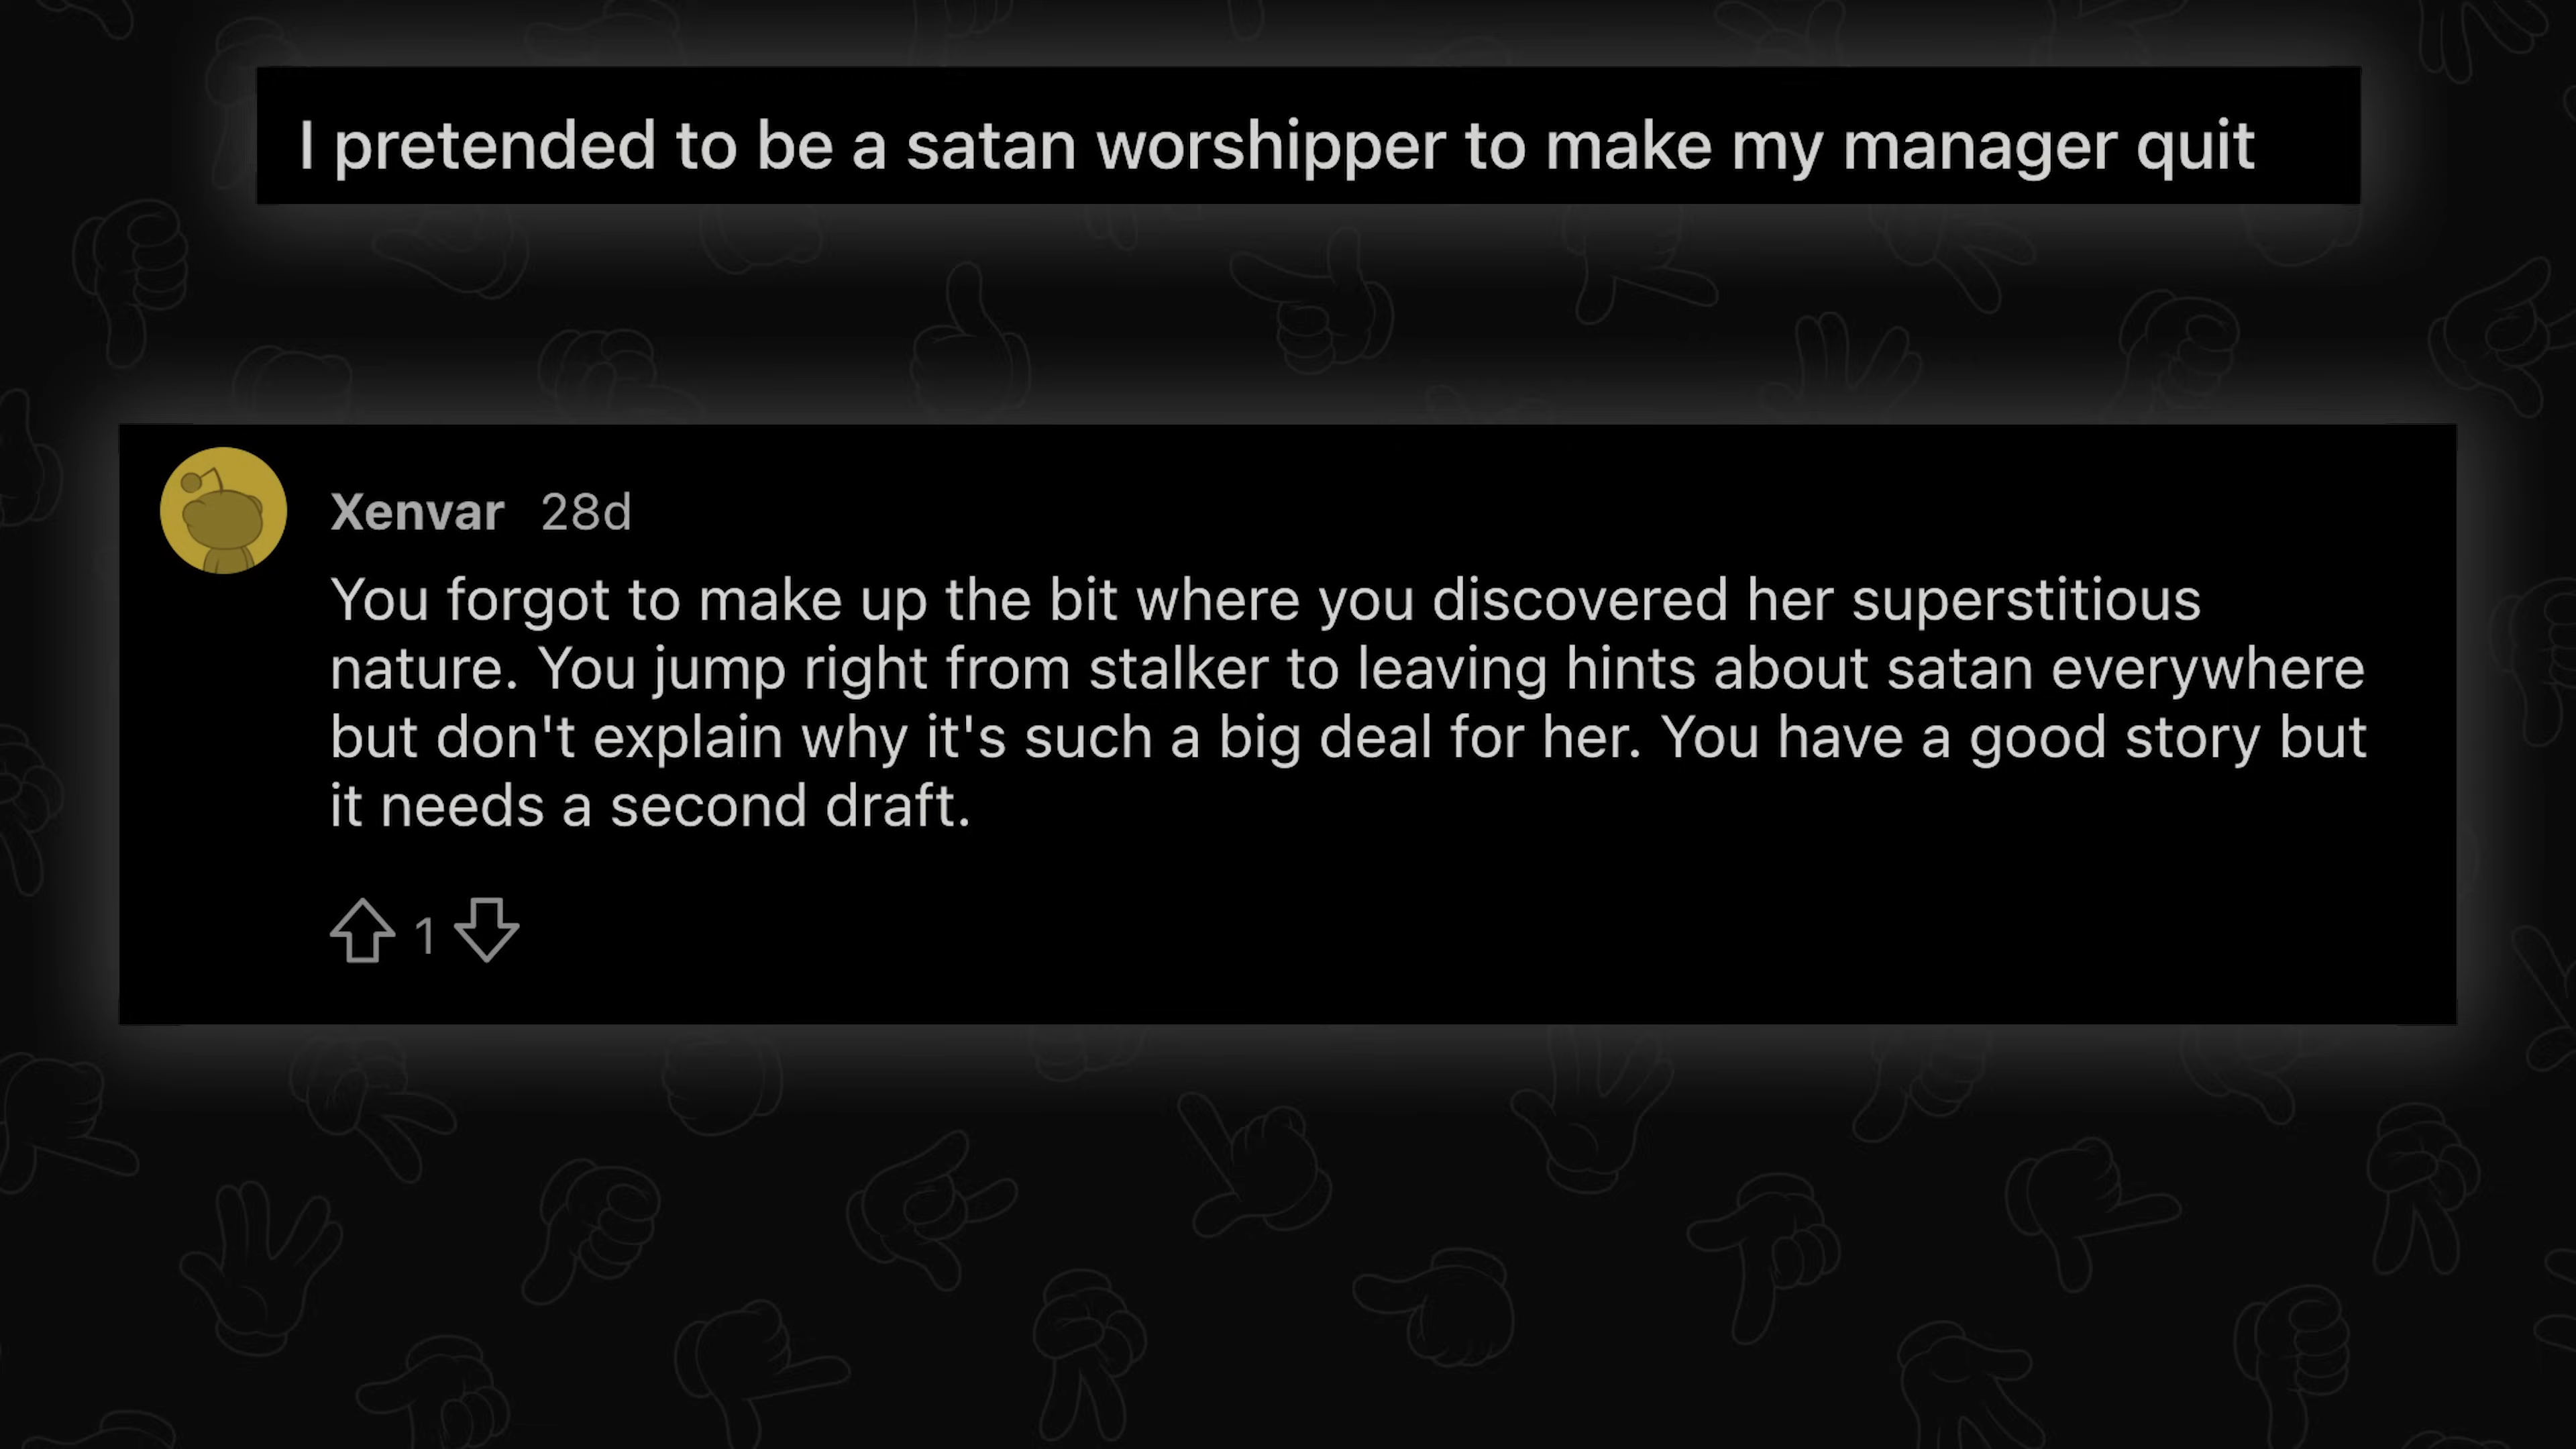 I pretended to be a satan worshipper to make my manager quit
Xenvar 28d
You forgot to make up the bit where you discovered her superstitious
nature. You jump right from stalker to leaving hints about satan everywhere
but don't explain why it's such a big deal for her. You have a good story but
it needs a second draft.
1